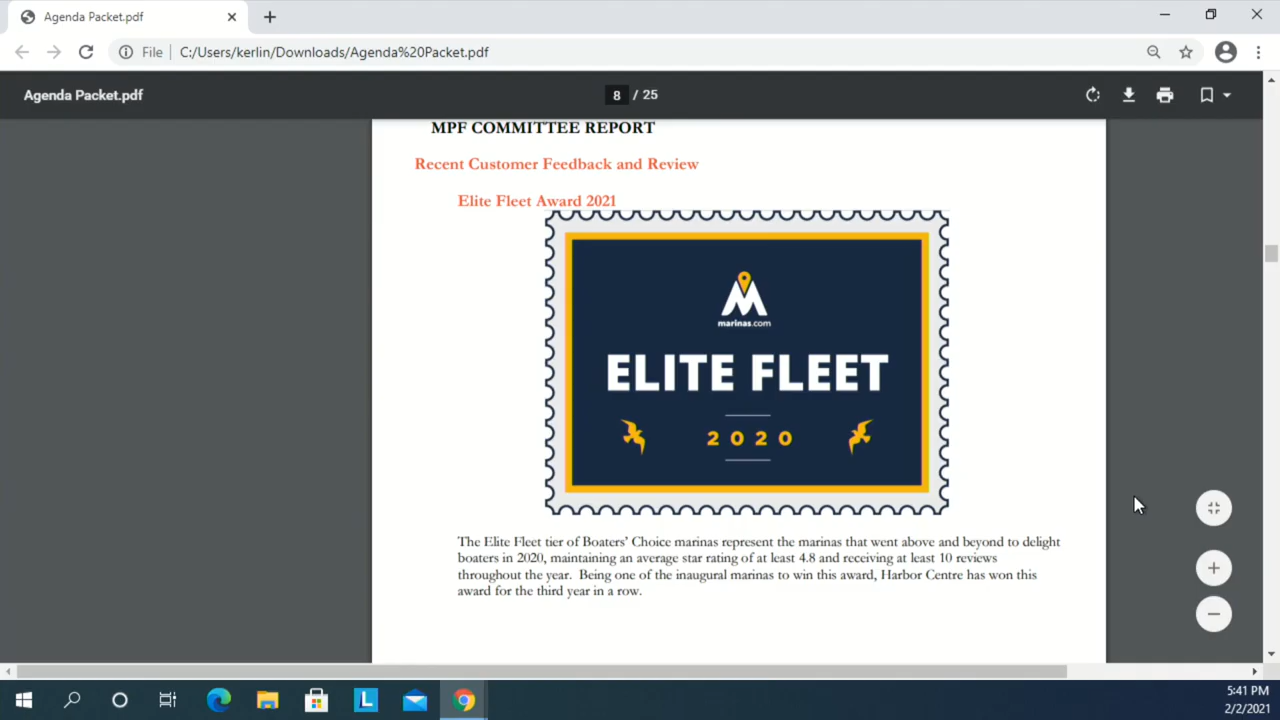 Agenda Packet.pdf
File
C:/Users/kerlin/Downloads/Agenda%20Packet.pdf
Agenda Packet.pdf
8 / 25
MPF COMMITTEE REPORT
Recent Customer Feedback and Review
Elite Fleet Award 2021
marinas.com
ELITE FLEET
2020
The Elite Fleet tier of Boaters' Choice marinas represent the marinas that went above and beyond to delight
boaters in 2020, maintaining an average star rating of at least 4.8 and receiving at least 10 reviews
throughout the year.  Being one of the inaugural marinas to win this award, Harbor Centre has won this
award for the third year in a row.
5:41 PM
2/2/2021